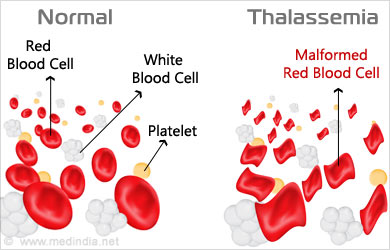 Normal
Red
Blood Cell
White
Blood Cell
Platelet
Thalassemia
Malformed
Red Blood Cell
www.medindia.net